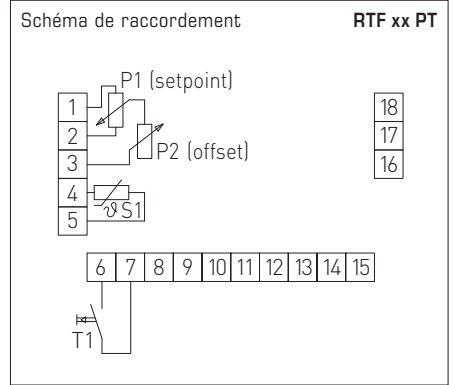 Schéma de raccordement RTF xx PT
P1 (setpoint)
1 18
2 17
P2 (offset)
3 16
4
ϑ S1
5
6 7 8 9 10 11 12 13 14 15
T1